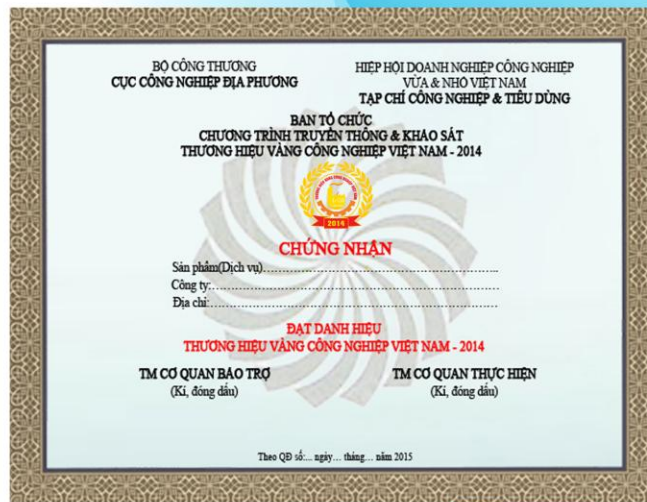 BỘ CÔNG THƯƠNG
CỤC CÔNG NGHIỆP ĐỊA PHƯƠNG
HIỆP HỘI DOANH NGHIỆP CÔNG NGHIỆP
VỪA & NHỎ VIỆT NAM
TẠP CHÍ CÔNG NGHIỆP & TIÊU DÙNG
BAN TỔ CHỨC
CHƯƠNG TRÌNH TRUYỀN THÔNG & KHẢO SÁT
THƯƠNG HIỆU VÀNG CÔNG NGHIỆP VIỆT NAM - 2014
2014
CHỨNG NHẬN
Sản phẩm(Dịch vụ)......................................................
Công ty:..................................................................
Địa chỉ:..................................................................
ĐẠT DANH HIỆU
THƯƠNG HIỆU VÀNG CÔNG NGHIỆP VIỆT NAM - 2014
TM CƠ QUAN BẢO TRỢ
(Kí, đóng dấu)
TM CƠ QUAN THỰC HIỆN
(Kí, đóng dấu)
Theo QĐ số:... ngày... tháng... năm 2015